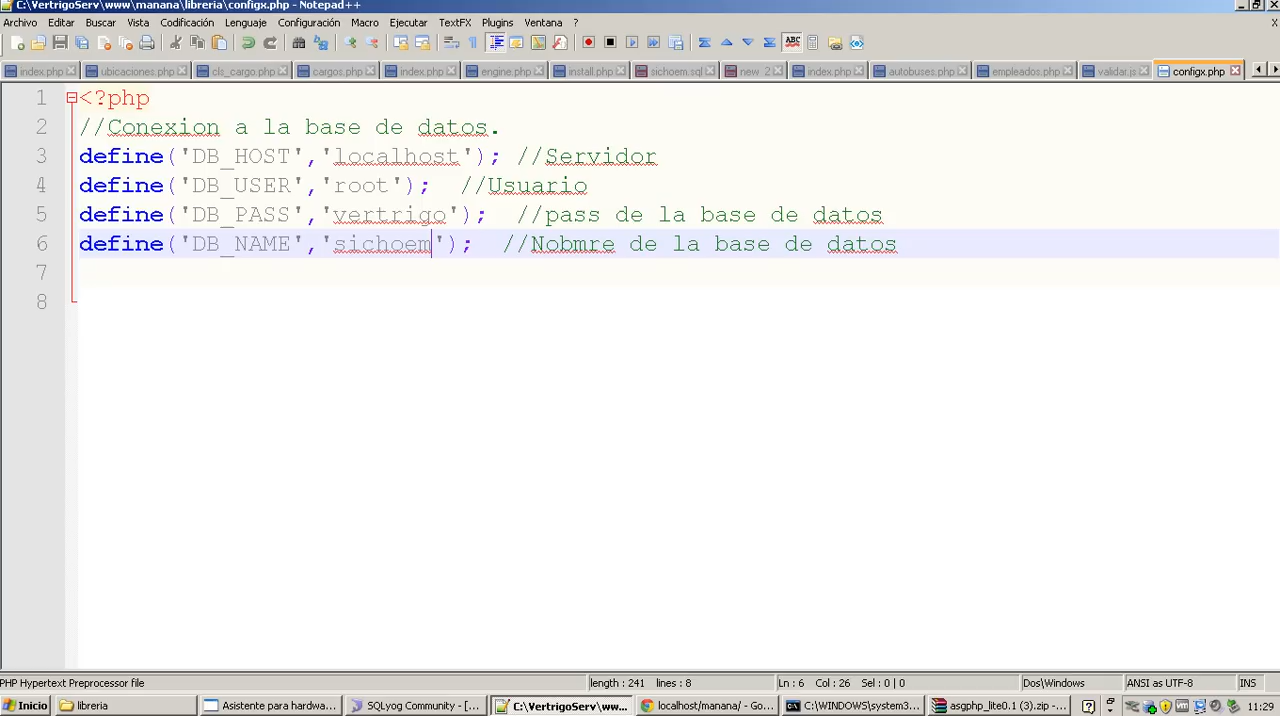 C:\VertrigoServ\www\manana\libreria\configx.php - Notepad++
Archivo Editar Buscar Vista Codificación Lenguaje Configuración Macro Ejecutar TextFX Plugins Ventana ? X
index.php ubicaciones.php cls_cargo.php cargos.php index.php engine.php install.php sichoem.sql new 2 index.php autobuses.php empleados.php validar.js configx.php
1 <?php
2 //Conexion a la base de datos.
3 define('DB_HOST','localhost'); //Servidor
4 define('DB_USER','root'); //Usuario
5 define('DB_PASS','vertrigo'); //pass de la base de datos
6 define('DB_NAME','sichoem'); //Nobmre de la base de datos
7
8
PHP Hypertext Preprocessor file length : 241 lines : 8 Ln : 6 Col : 26 Sel : 0 | 0 Dos\Windows ANSI as UTF-8 INS
Inicio libreria Asistente para hardwa... SQLyog Community - [... C:\VertrigoServ\www... localhost/manana/ - Go... C:\WINDOWS\system3... asgphp_lite0.1 (3).zip -... 11:29